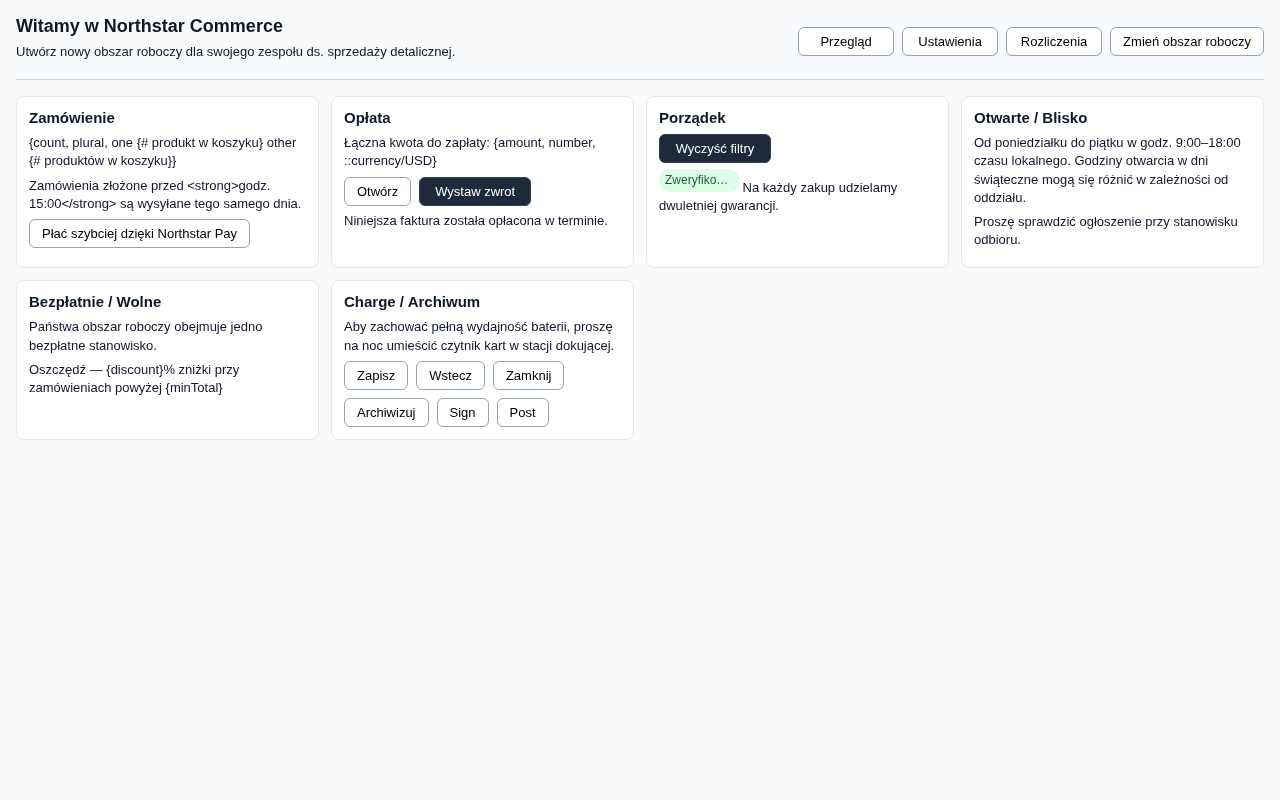 Witamy w Northstar Commerce
Utwórz nowy obszar roboczy dla swojego zespołu ds. sprzedaży detalicznej.
Przegląd
Ustawienia
Rozliczenia
Zmień obszar roboczy
Zamówienie
{count, plural, one {# produkt w koszyku} other
{# produktów w koszyku}}
Zamówienia złożone przed <strong>godz.
15:00</strong> są wysyłane tego samego dnia.
Płać szybciej dzięki Northstar Pay
Opłata
Łączna kwota do zapłaty: {amount, number,
::currency/USD}
Otwórz
Wystaw zwrot
Niniejsza faktura została opłacona w terminie.
Porządek
Wyczyść filtry
Zweryfiko… Na każdy zakup udzielamy
dwuletniej gwarancji.
Otwarte / Blisko
Od poniedziałku do piątku w godz. 9:00–18:00
czasu lokalnego. Godziny otwarcia w dni
świąteczne mogą się różnić w zależności od
oddziału.
Proszę sprawdzić ogłoszenie przy stanowisku
odbioru.
Bezpłatnie / Wolne
Państwa obszar roboczy obejmuje jedno
bezpłatne stanowisko.
Oszczędź — {discount}% zniżki przy
zamówieniach powyżej {minTotal}
Charge / Archiwum
Aby zachować pełną wydajność baterii, proszę
na noc umieścić czytnik kart w stacji dokującej.
Zapisz
Wstecz
Zamknij
Archiwizuj
Sign
Post